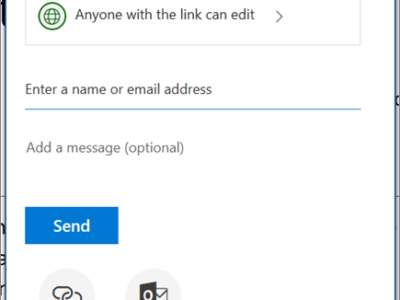 Anyone with the link can edit
Enter a name or email address
Add a message (optional)
Send